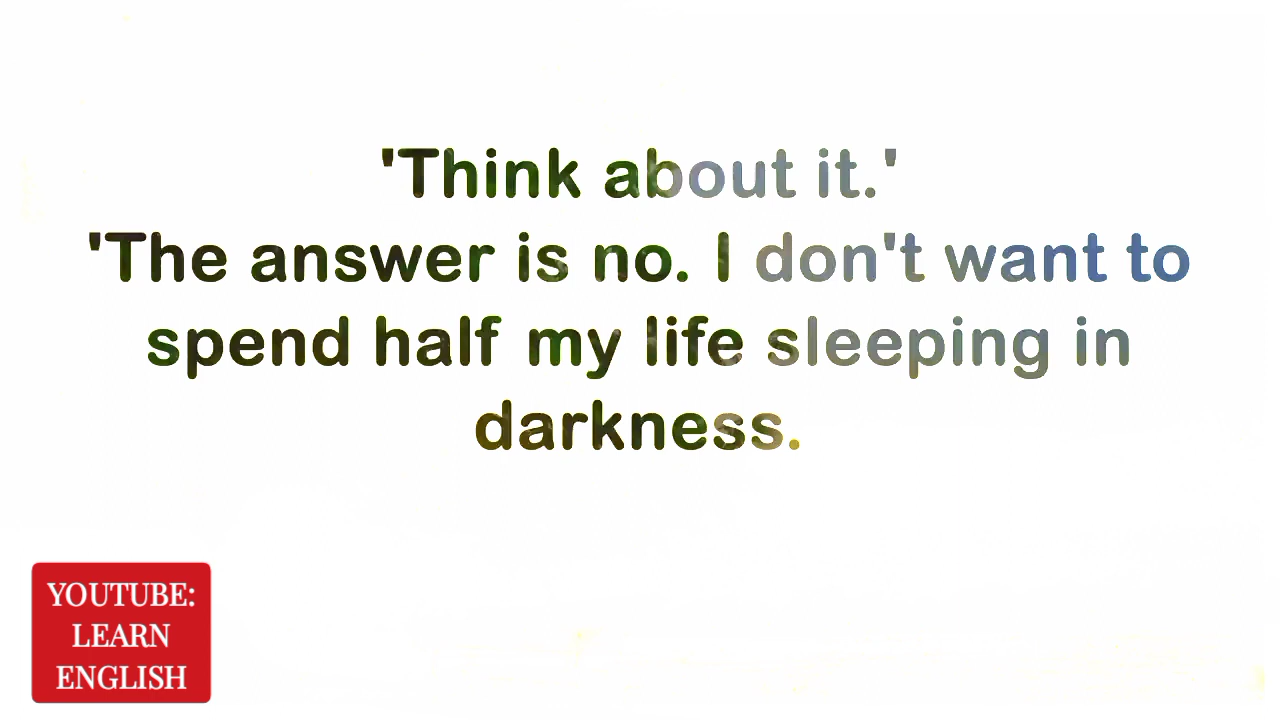 'Think about it.'
'The answer is no. I don't want to
spend half my life sleeping in
darkness.
YOUTUBE:
LEARN
ENGLISH